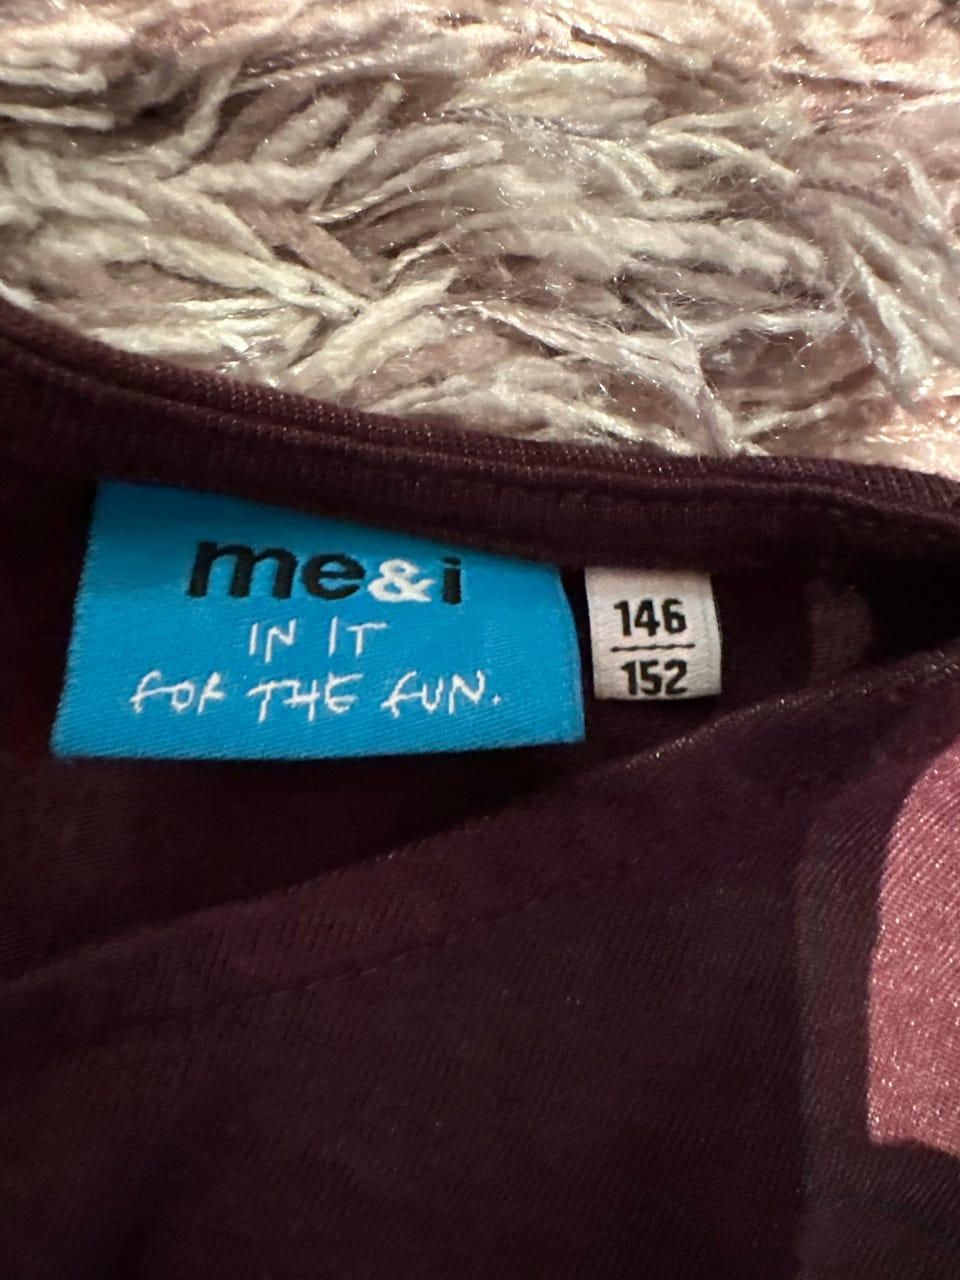 me&i
IN IT
FOR THE FUN.
146
152